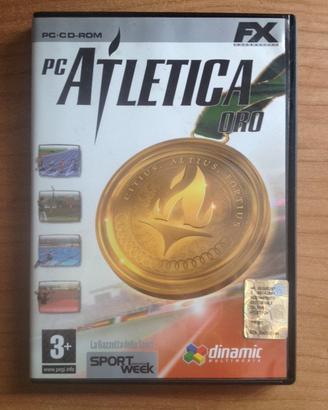 PC-CD-ROM
FX
PC ATLETICA
ORO
CITIUS · ALTIUS · FORTIUS
3+
www.pegi.info
La Gazzetta dello Sport
SPORT
WEEK
dinamic
MULTIMEDIA